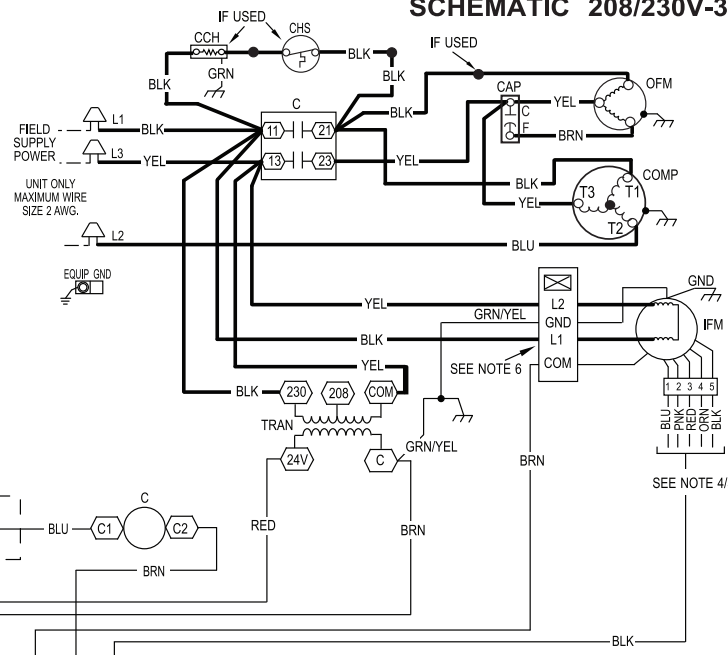 SCHEMATIC 208/230V-3
IF USED
CCH
CHS
GRN
BLK
BLK
BLK
IF USED
OFM
CAP
C
F
YEL
BRN
BLK
C
11
21
13
23
FIELD
SUPPLY
POWER
L1
BLK
L3
YEL
YEL
UNIT ONLY
MAXIMUM WIRE
SIZE 2 AWG.
BLK
YEL
COMP
T3
T1
T2
L2
BLU
EQUIP GND
YEL
GRN/YEL
L2
GND
L1
COM
GND
IFM
BLK
SEE NOTE 6
YEL
BLK
230
208
COM
TRAN
24V
C
GRN/YEL
1 2 3 4 5
BLU
PNK
RED
ORN
BLK
SEE NOTE 4/
BRN
C
BLU
C1
C2
BRN
RED
BRN
BLK